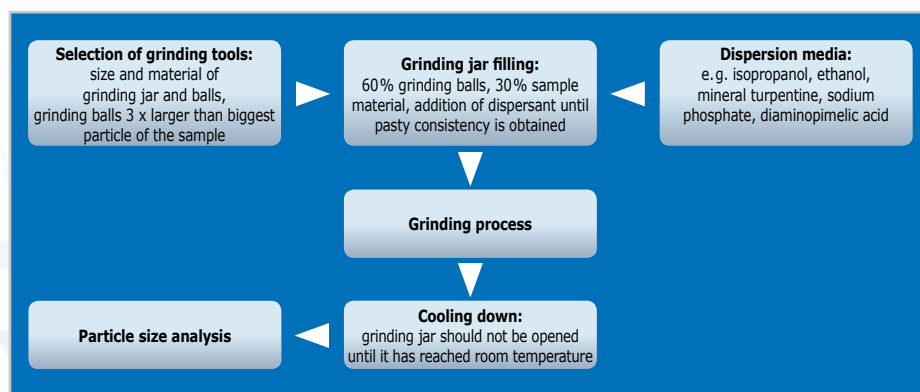 Selection of grinding tools:
size and material of
grinding jar and balls,
grinding balls 3 x larger than biggest
particle of the sample
Grinding jar filling:
60% grinding balls, 30% sample
material, addition of dispersant until
pasty consistency is obtained
Dispersion media:
e.g. isopropanol, ethanol,
mineral turpentine, sodium
phosphate, diaminopimelic acid
Grinding process
Cooling down:
grinding jar should not be opened
until it has reached room temperature
Particle size analysis